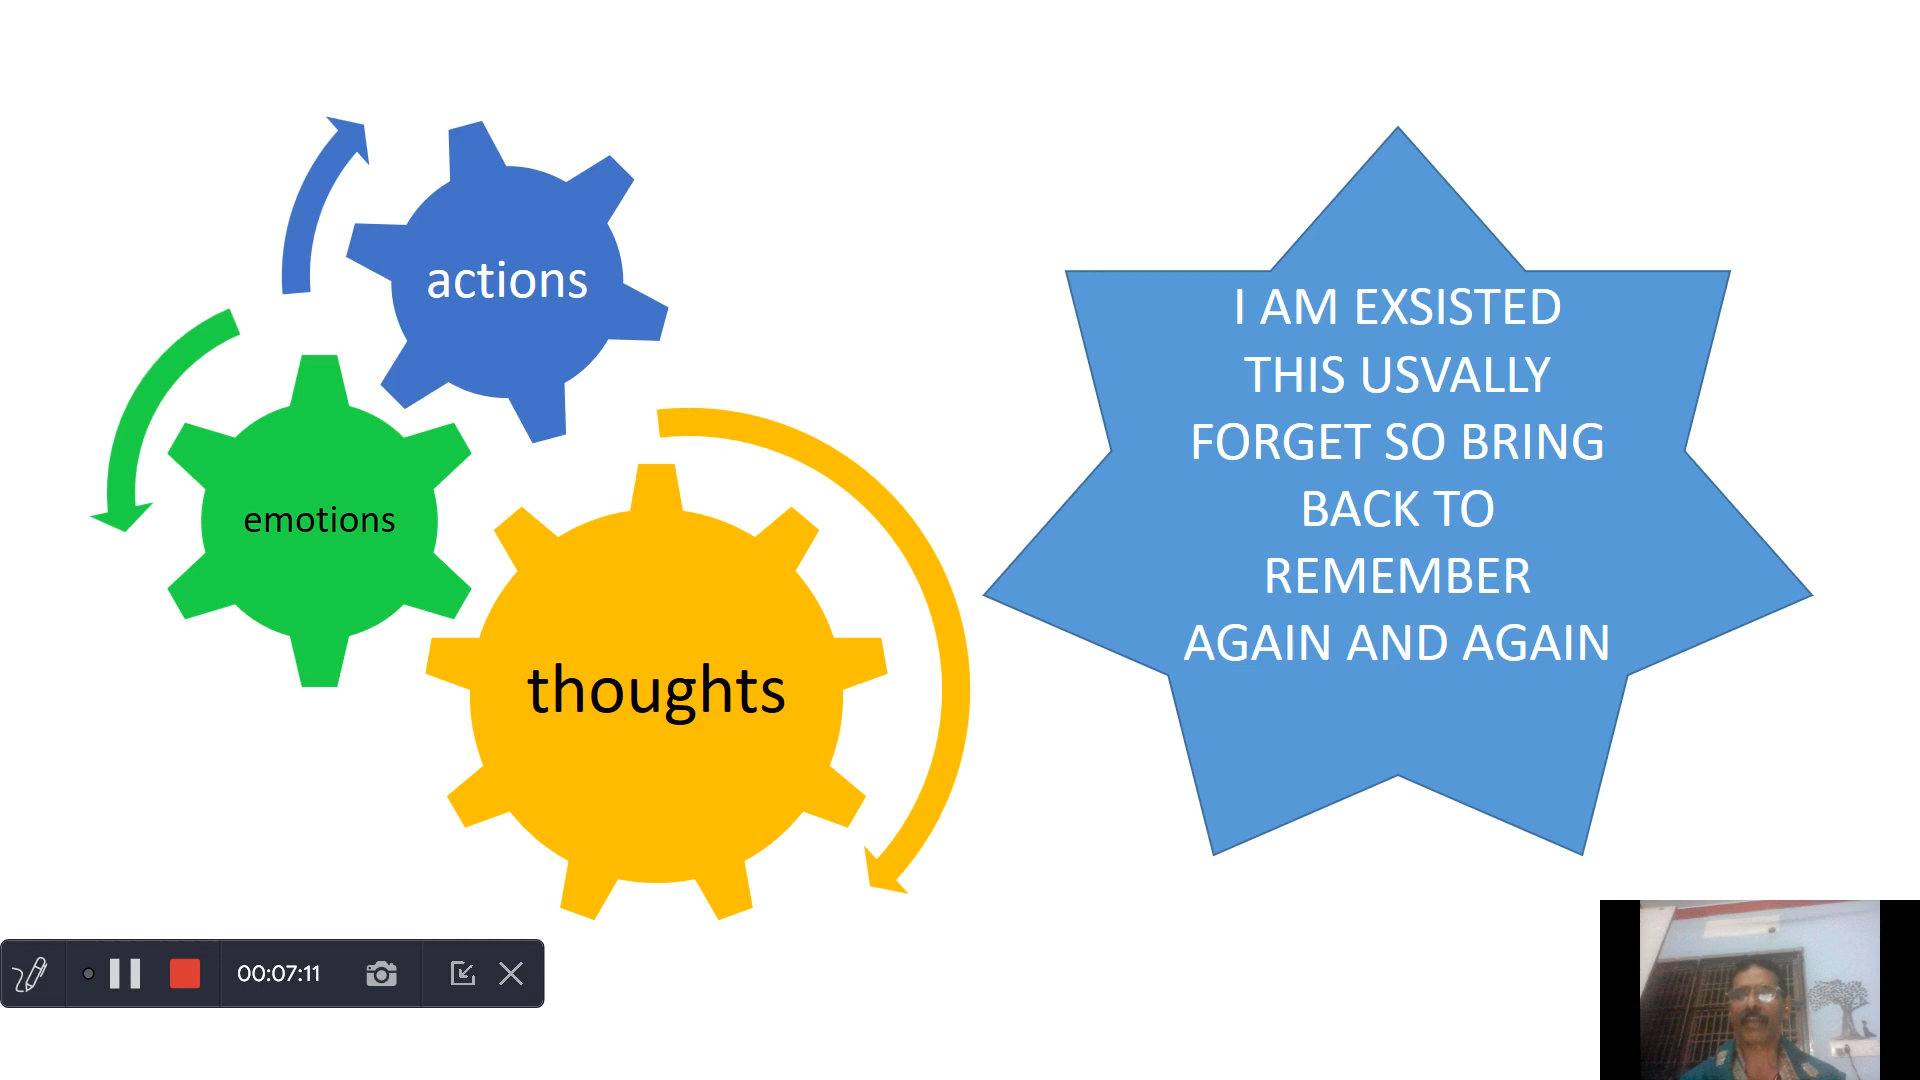 actions
emotions
thoughts
I AM EXSISTED
THIS USVALLY
FORGET SO BRING
BACK TO
REMEMBER
AGAIN AND AGAIN
00:07:11